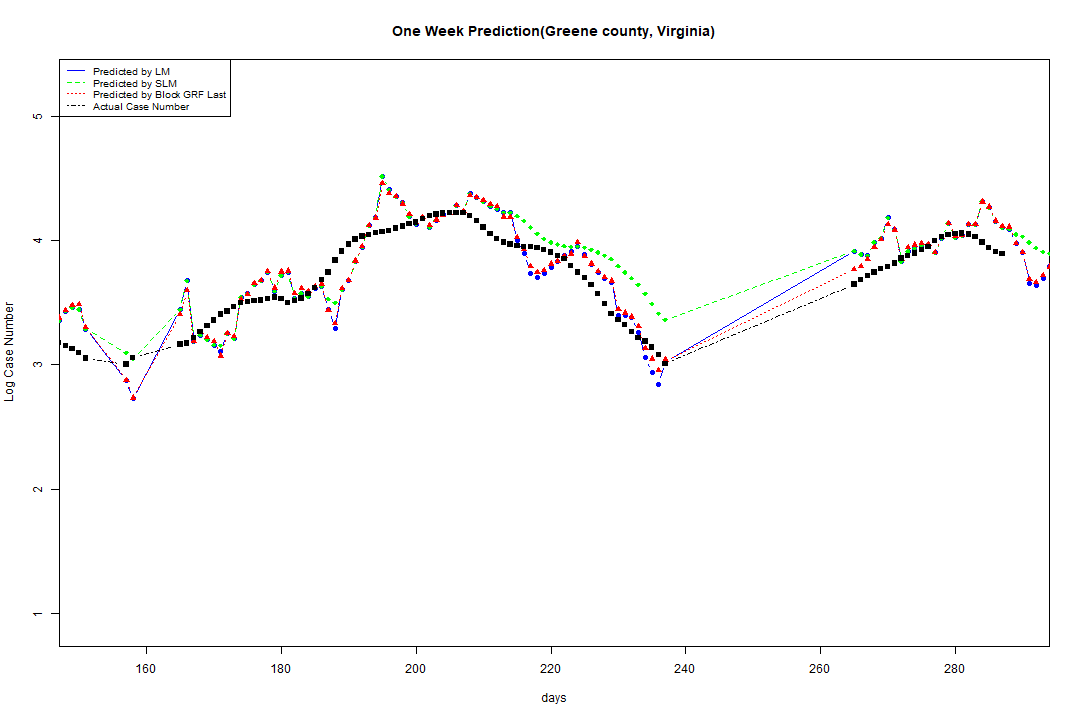 One Week Prediction(Greene county, Virginia)
Predicted by LM
Predicted by SLM
Predicted by Block GRF Last
Actual Case Number
5
4
3
2
1
Log Case Number
160 180 200 220 240 260 280
days